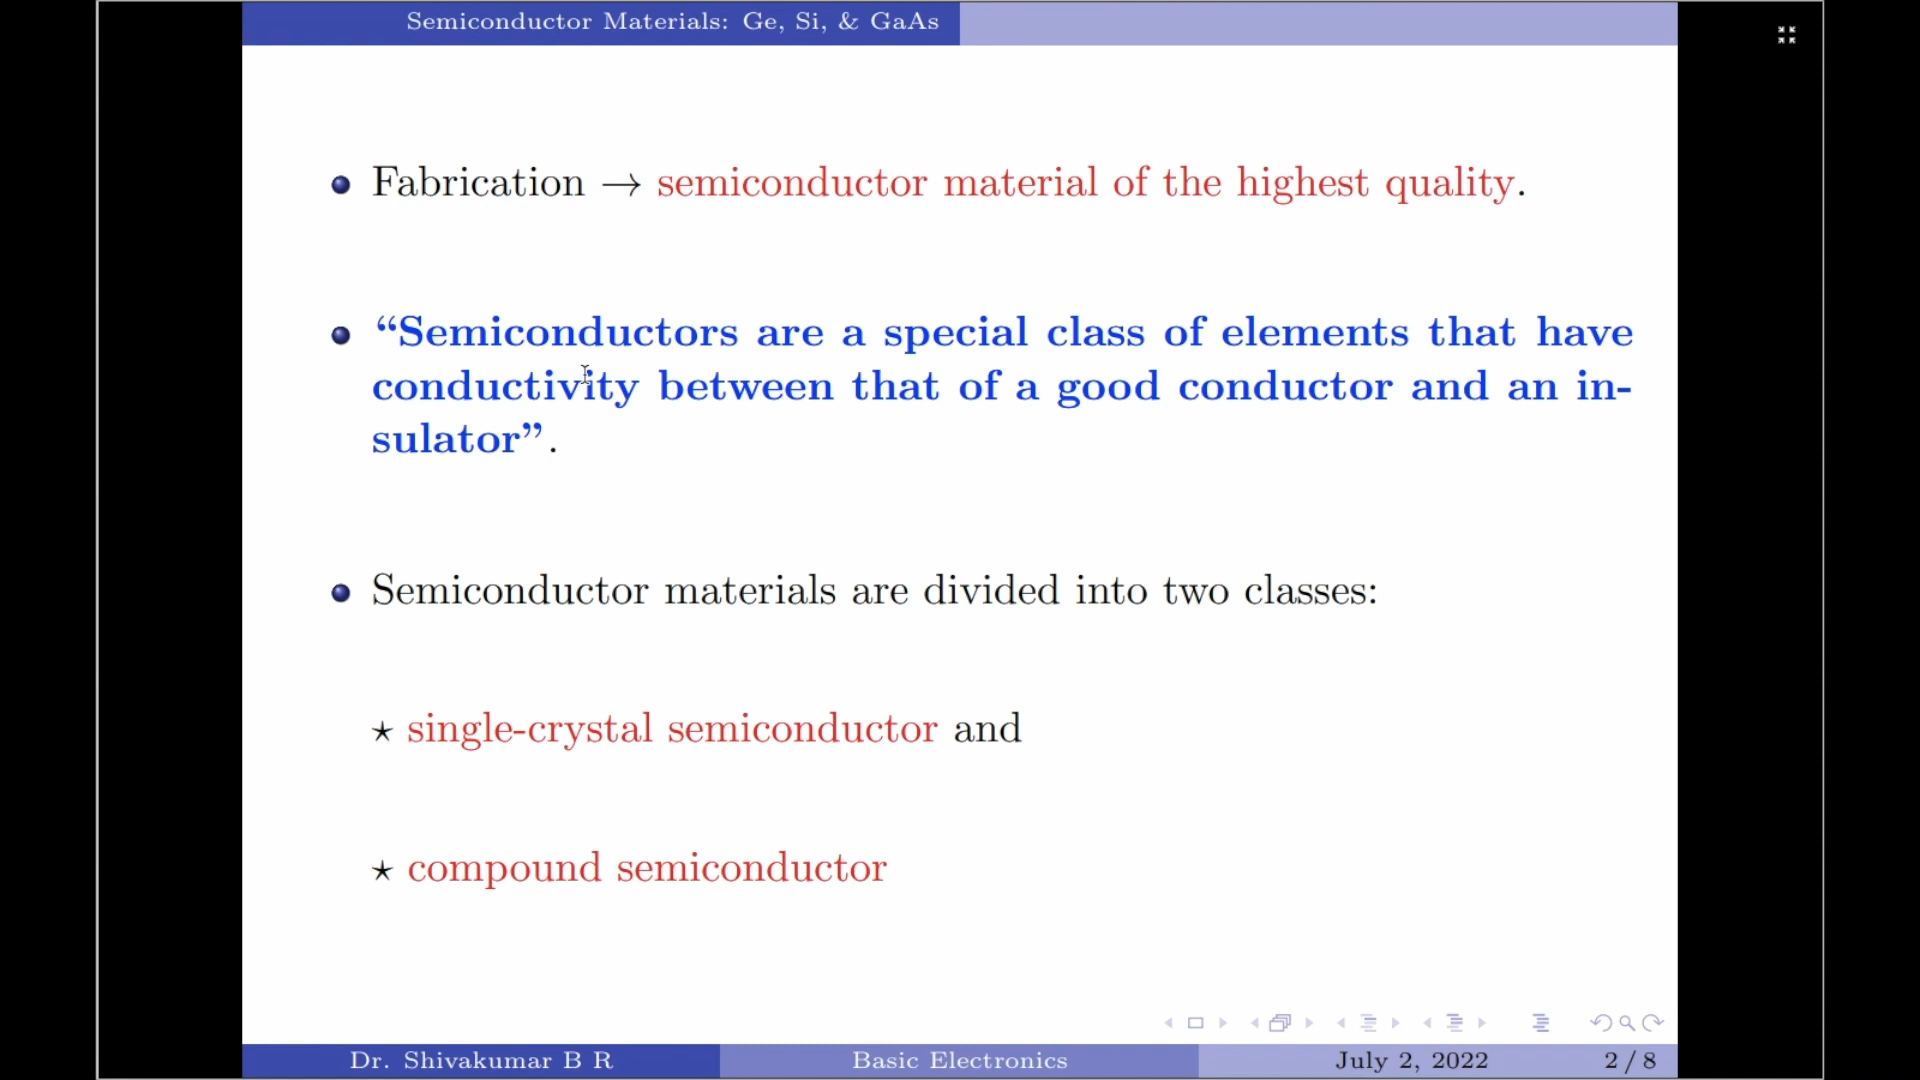 Semiconductor Materials: Ge, Si, & GaAs
Fabrication → semiconductor material of the highest quality.
“Semiconductors are a special class of elements that have
conductivity between that of a good conductor and an in-
sulator”.
Semiconductor materials are divided into two classes:
⋆ single-crystal semiconductor and
⋆ compound semiconductor
Dr. Shivakumar B R Basic Electronics July 2, 2022 2 / 8